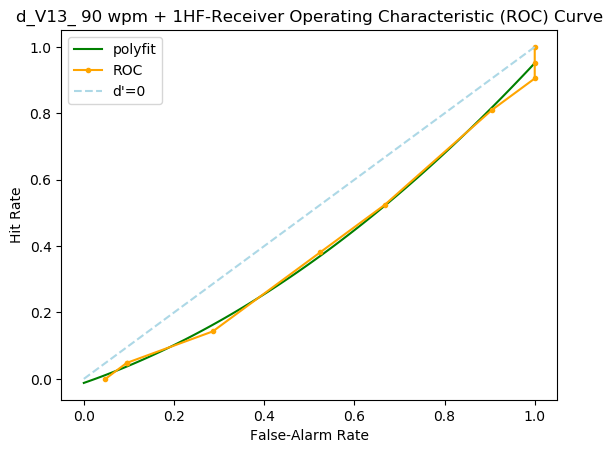 d_V13_ 90 wpm + 1HF-Receiver Operating Characteristic (ROC) Curve
polyfit
ROC
d'=0
1.0
0.8
0.6
0.4
0.2
0.0
Hit Rate
0.0 0.2 0.4 0.6 0.8 1.0
False-Alarm Rate